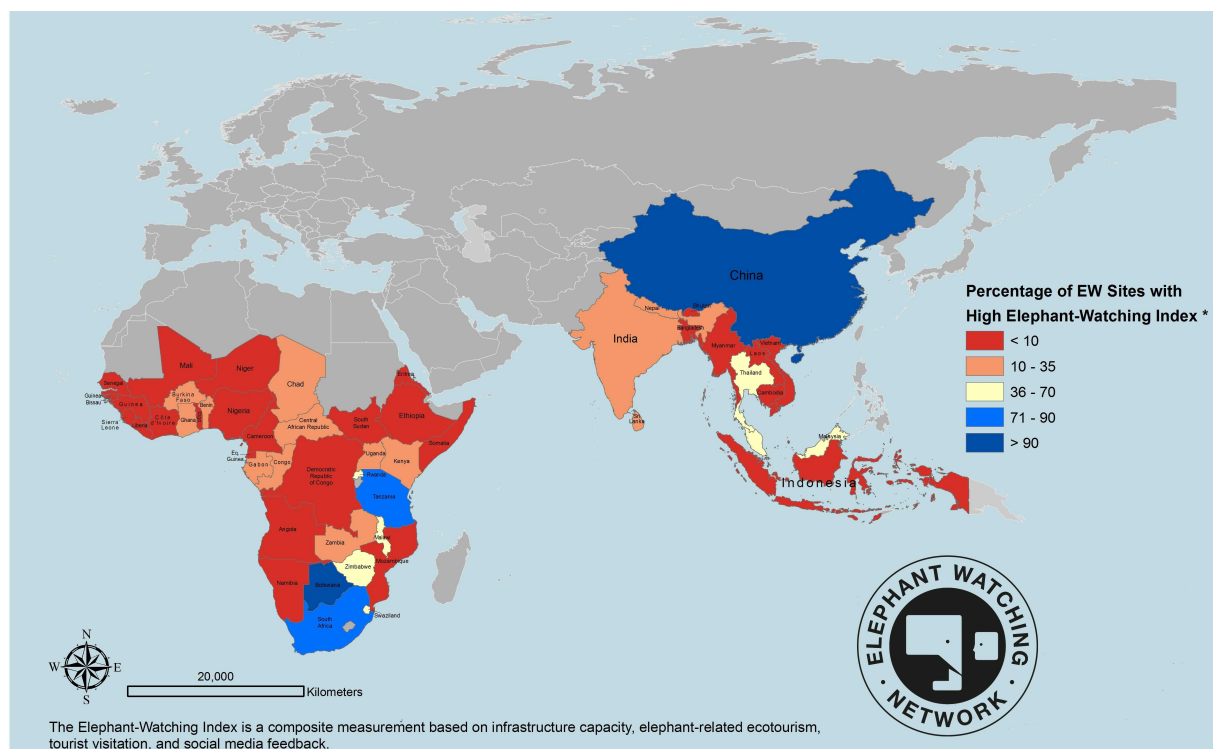 China
India
Nepal
Bhutan
Bangladesh
Myanmar
Vietnam
Laos
Thailand
Cambodia
Sri
Lanka
Malaysia
Indonesia
Percentage of EW Sites with
High Elephant-Watching Index *
< 10
10 - 35
36 - 70
71 - 90
> 90
Mali
Niger
Chad
Eritrea
Senegal
Guinea
Bissau
Guinea
Burkina
Faso
Benin
Nigeria
Sierra
Leone
Liberia
Côte
d'Ivoire
Ghana
Cameroon
Central
African Republic
South
Sudan
Ethiopia
Somalia
Eq.
Guinea
Gabon
Congo
Democratic
Republic
of Congo
Uganda
Kenya
Rwanda
Tanzania
Angola
Zambia
Malawi
Mozambique
Zimbabwe
Namibia
Botswana
South
Africa
Swaziland
N
W
E
S
20,000
Kilometers
ELEPHANT WATCHING
· NETWORK ·
The Elephant-Watching Index is a composite measurement based on infrastructure capacity, elephant-related ecotourism,
tourist visitation, and social media feedback.